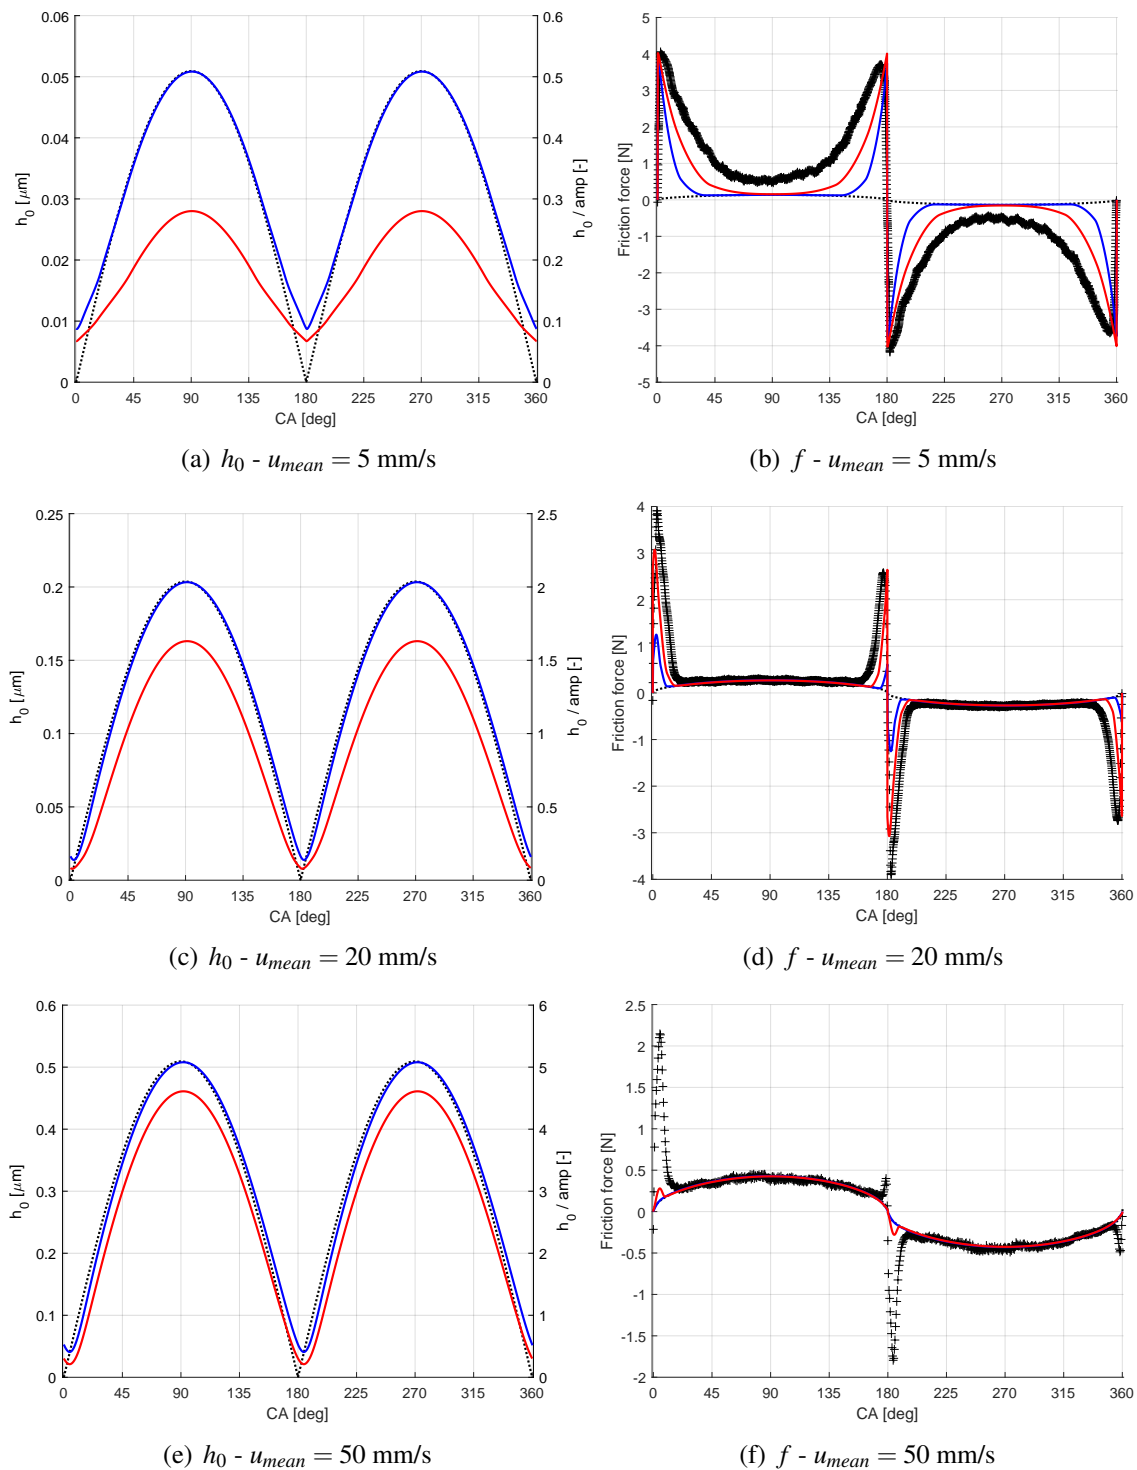 0.06
0.05
0.04
0.03
0.02
0.01
0
h0 [μm]
0.6
0.5
0.4
0.3
0.2
0.1
0
h0 / amp [-]
0 45 90 135 180 225 270 315 360
CA [deg]
(a) h0 - umean = 5 mm/s
5
4
3
2
1
0
-1
-2
-3
-4
-5
Friction force [N]
0 45 90 135 180 225 270 315 360
CA [deg]
(b) f - umean = 5 mm/s
0.25
0.2
0.15
0.1
0.05
0
h0 [μm]
2.5
2
1.5
1
0.5
0
h0 / amp [-]
0 45 90 135 180 225 270 315 360
CA [deg]
(c) h0 - umean = 20 mm/s
4
3
2
1
0
-1
-2
-3
-4
Friction force [N]
0 45 90 135 180 225 270 315 360
CA [deg]
(d) f - umean = 20 mm/s
0.6
0.5
0.4
0.3
0.2
0.1
0
h0 [μm]
6
5
4
3
2
1
0
h0 / amp [-]
0 45 90 135 180 225 270 315 360
CA [deg]
(e) h0 - umean = 50 mm/s
2.5
2
1.5
1
0.5
0
-0.5
-1
-1.5
-2
Friction force [N]
0 45 90 135 180 225 270 315 360
CA [deg]
(f) f - umean = 50 mm/s